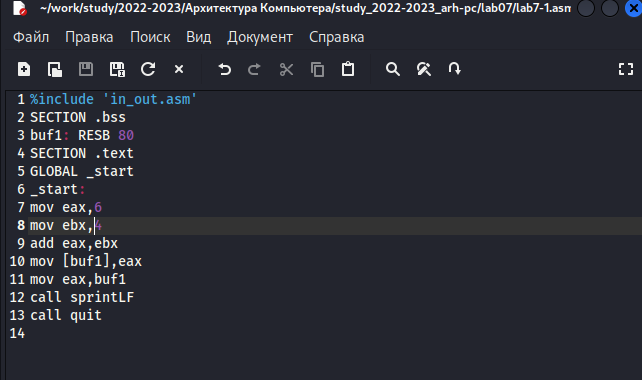 ~/work/study/2022-2023/Архитектура Компьютера/study_2022-2023_arh-pc/lab07/lab7-1.asm
Файл Правка Поиск Вид Документ Справка
1 %include 'in_out.asm'
2 SECTION .bss
3 buf1: RESB 80
4 SECTION .text
5 GLOBAL _start
6 _start:
7 mov eax,6
8 mov ebx,4
9 add eax,ebx
10 mov [buf1],eax
11 mov eax,buf1
12 call sprintLF
13 call quit
14